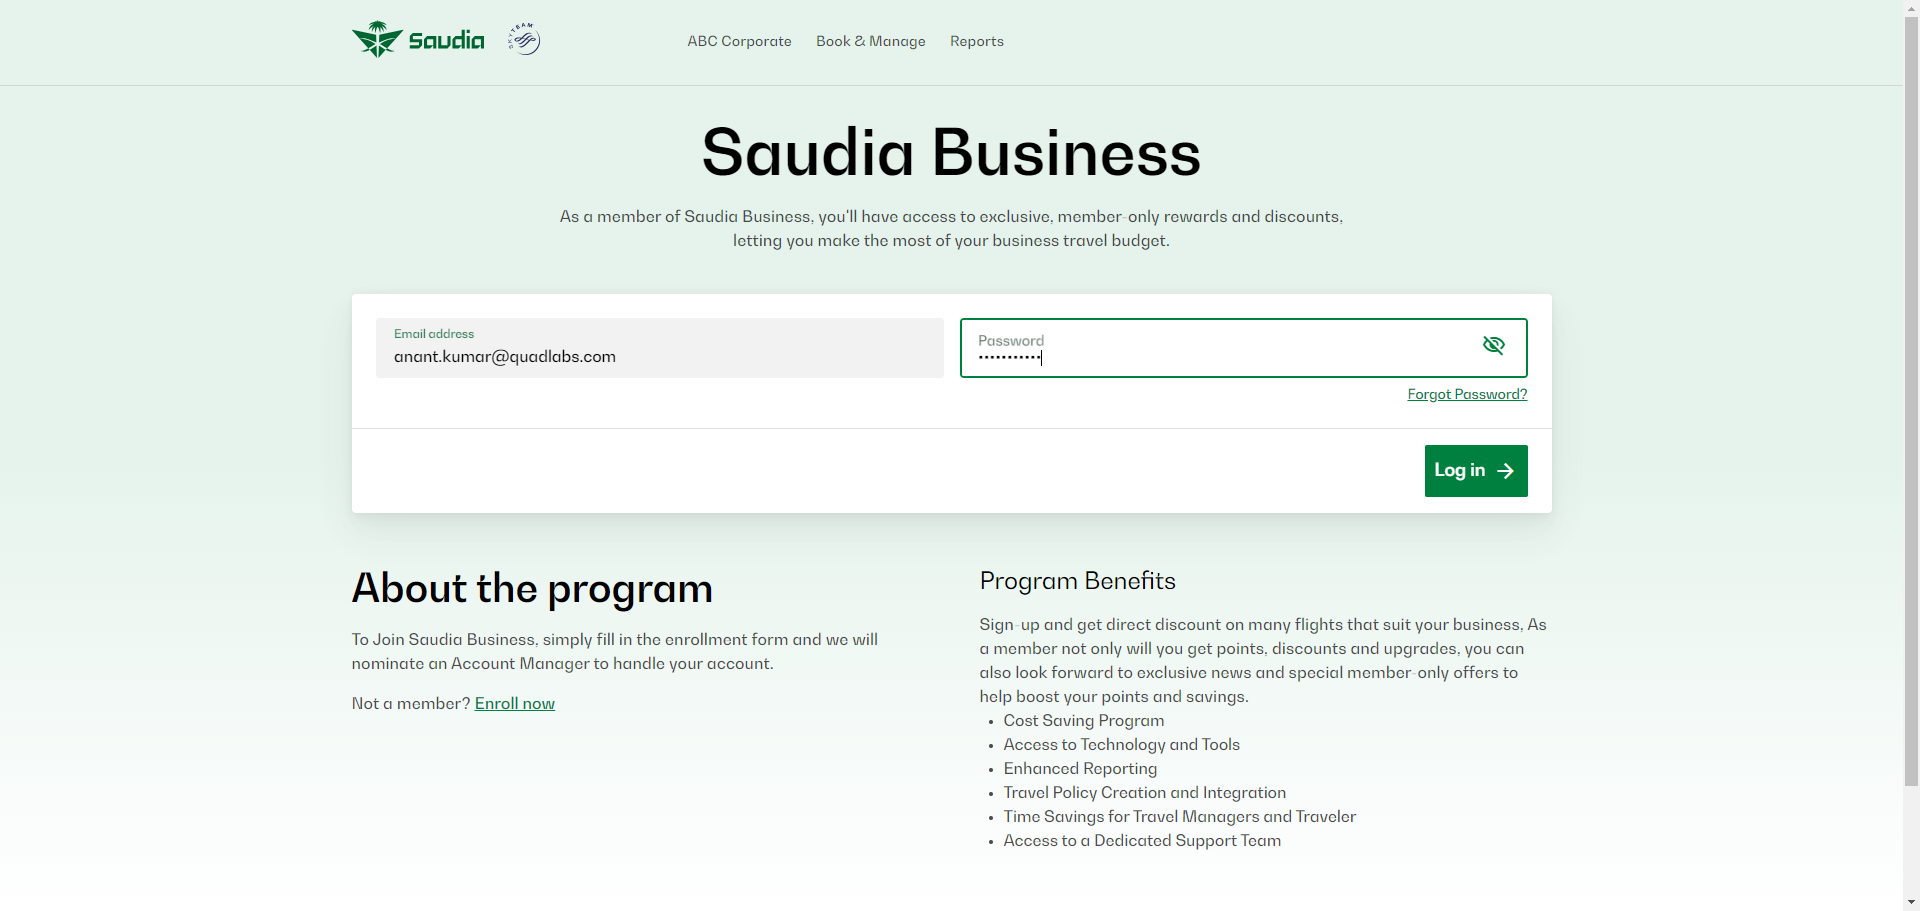 Saudia
SKYTEAM
ABC Corporate
Book & Manage
Reports
Saudia Business
As a member of Saudia Business, you'll have access to exclusive, member-only rewards and discounts,
letting you make the most of your business travel budget.
Email address
anant.kumar@quadlabs.com
Password
Forgot Password?
Log in
About the program
To Join Saudia Business, simply fill in the enrollment form and we will
nominate an Account Manager to handle your account.
Not a member? Enroll now
Program Benefits
Sign-up and get direct discount on many flights that suit your business, As
a member not only will you get points, discounts and upgrades, you can
also look forward to exclusive news and special member-only offers to
help boost your points and savings.
• Cost Saving Program
• Access to Technology and Tools
• Enhanced Reporting
• Travel Policy Creation and Integration
• Time Savings for Travel Managers and Traveler
• Access to a Dedicated Support Team